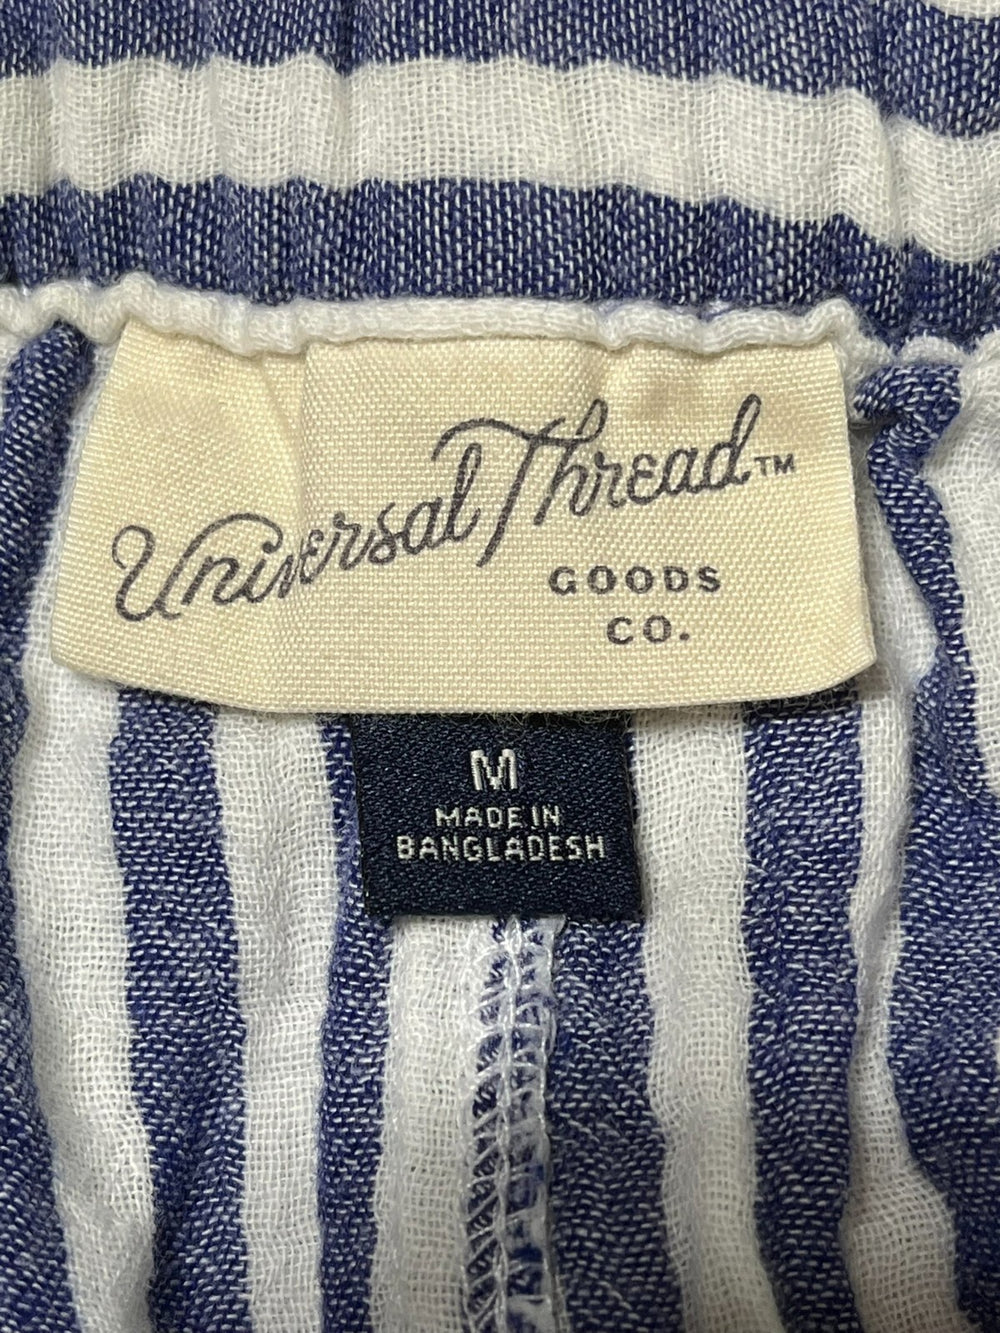 Universal Thread™
GOODS
CO.
M
MADE IN
BANGLADESH